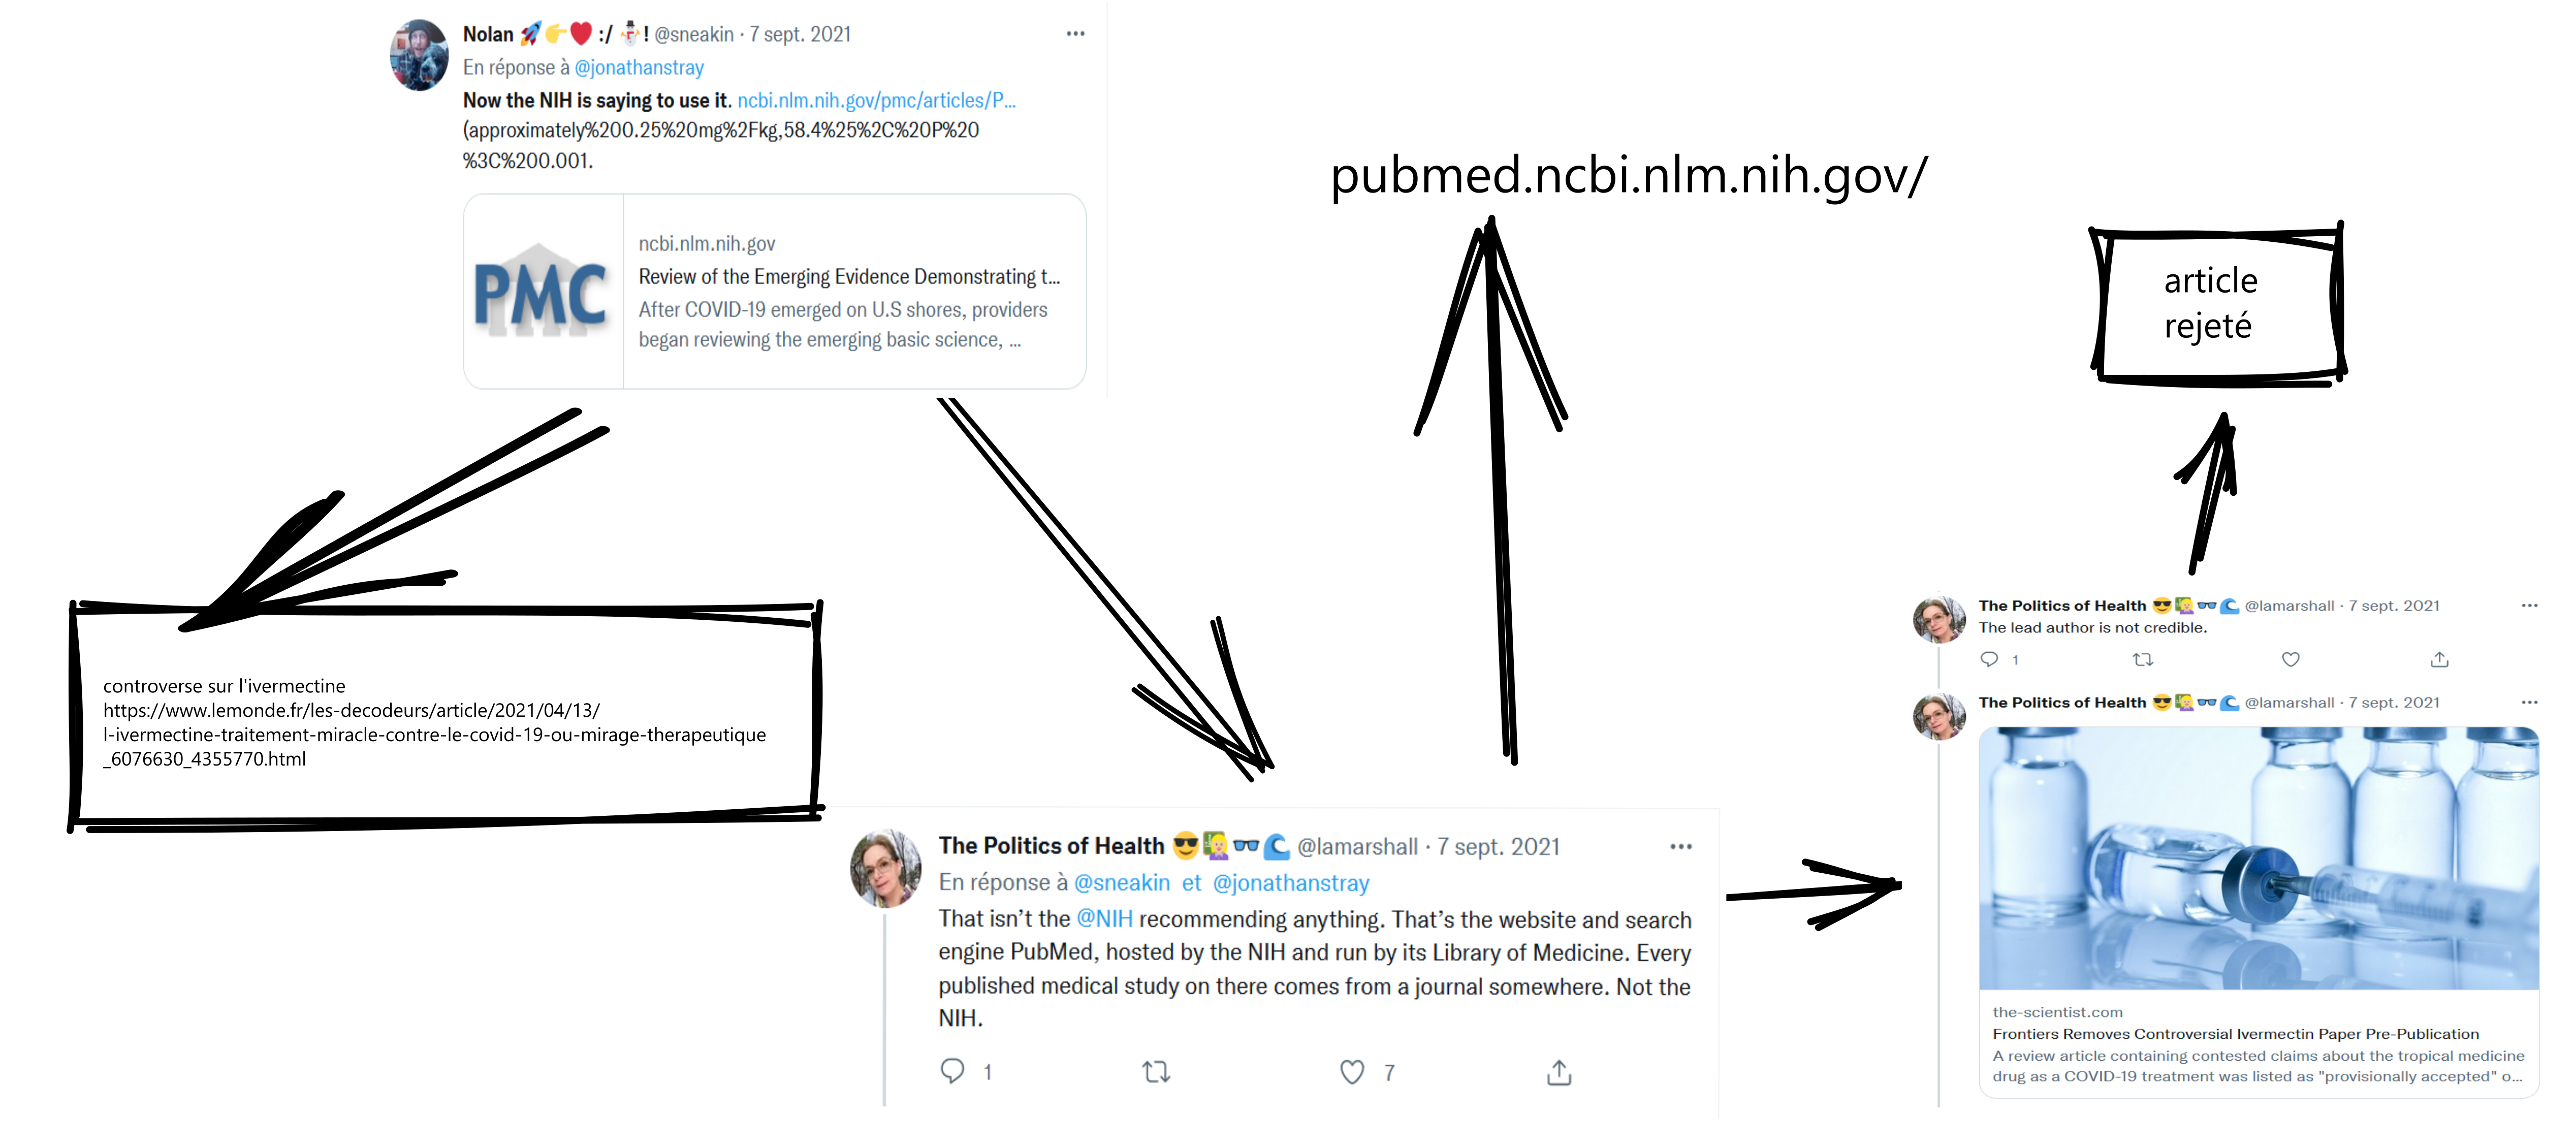 Nolan 🚀👉❤️ :/ ⛄! @sneakin · 7 sept. 2021
En réponse à @jonathanstray
Now the NIH is saying to use it. ncbi.nlm.nih.gov/pmc/articles/P...
(approximately%200.25%20mg%2Fkg,58.4%25%2C%20P%20
%3C%200.001.
PMC
ncbi.nlm.nih.gov
Review of the Emerging Evidence Demonstrating t...
After COVID-19 emerged on U.S shores, providers
began reviewing the emerging basic science, ...
pubmed.ncbi.nlm.nih.gov/
article
rejeté
controverse sur l'ivermectine
https://www.lemonde.fr/les-decodeurs/article/2021/04/13/
l-ivermectine-traitement-miracle-contre-le-covid-19-ou-mirage-therapeutique
_6076630_4355770.html
The Politics of Health 😎🙋🏼‍♀️👓🌊 @lamarshall · 7 sept. 2021
En réponse à @sneakin et @jonathanstray
That isn’t the @NIH recommending anything. That’s the website and search
engine PubMed, hosted by the NIH and run by its Library of Medicine. Every
published medical study on there comes from a journal somewhere. Not the
NIH.
1 7
The Politics of Health 😎🙋🏼‍♀️👓🌊 @lamarshall · 7 sept. 2021
The lead author is not credible.
1
The Politics of Health 😎🙋🏼‍♀️👓🌊 @lamarshall · 7 sept. 2021
the-scientist.com
Frontiers Removes Controversial Ivermectin Paper Pre-Publication
A review article containing contested claims about the tropical medicine
drug as a COVID-19 treatment was listed as "provisionally accepted" o...